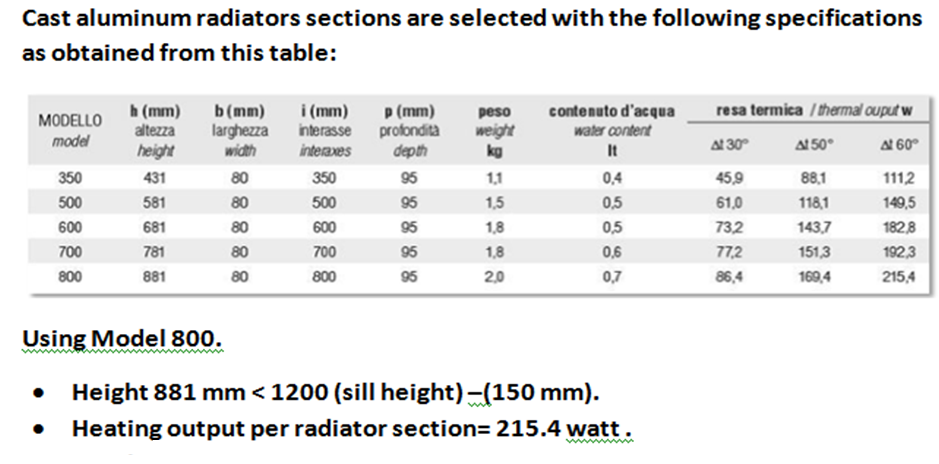 Cast aluminum radiators sections are selected with the following specifications
as obtained from this table:
MODELLO model h (mm) altezza height b (mm) larghezza width i (mm) interasse interaxes p (mm) profondità depth peso weight kg contenuto d'acqua water content lt resa termica / thermal ouput w
Δt 30° Δt 50° Δt 60°
350 431 80 350 95 1,1 0,4 45,9 88,1 111,2
500 581 80 500 95 1,5 0,5 61,0 118,1 149,5
600 681 80 600 95 1,8 0,5 73,2 143,7 182,8
700 781 80 700 95 1,8 0,6 77,2 151,3 192,3
800 881 80 800 95 2,0 0,7 86,4 169,4 215,4
Using Model 800.
• Height 881 mm < 1200 (sill height) –(150 mm).
• Heating output per radiator section= 215.4 watt .